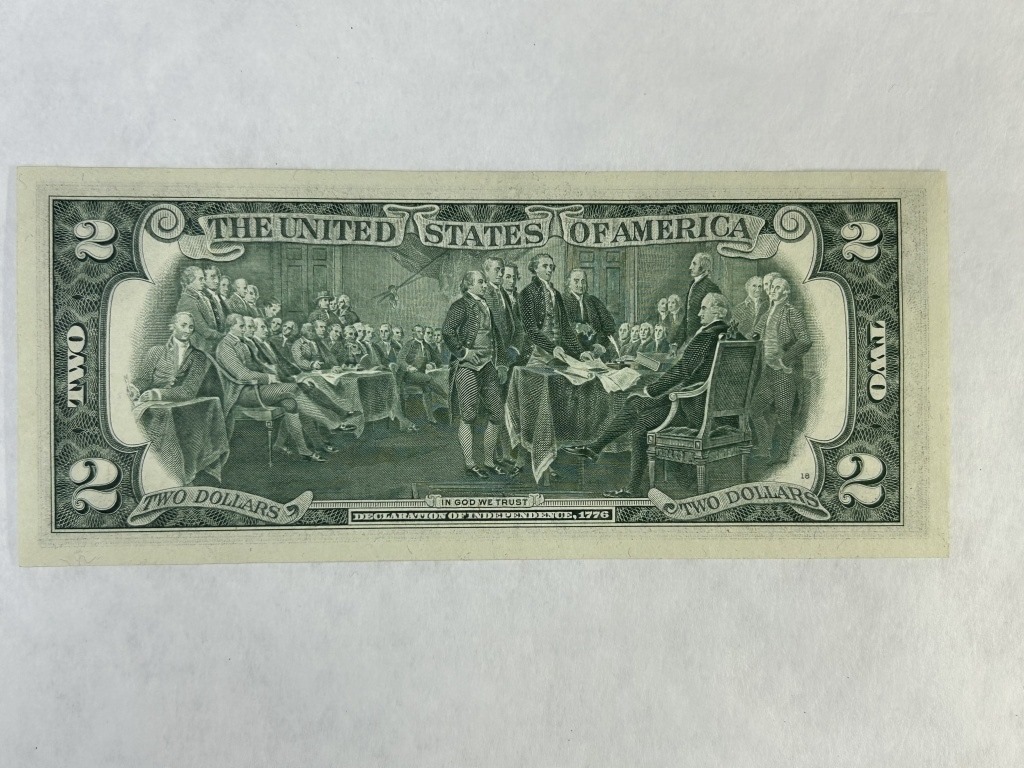 2 THE UNITED STATES OF AMERICA 2
TWO TWO
18
2 TWO DOLLARS IN GOD WE TRUST TWO DOLLARS 2
DECLARATION OF INDEPENDENCE, 1776